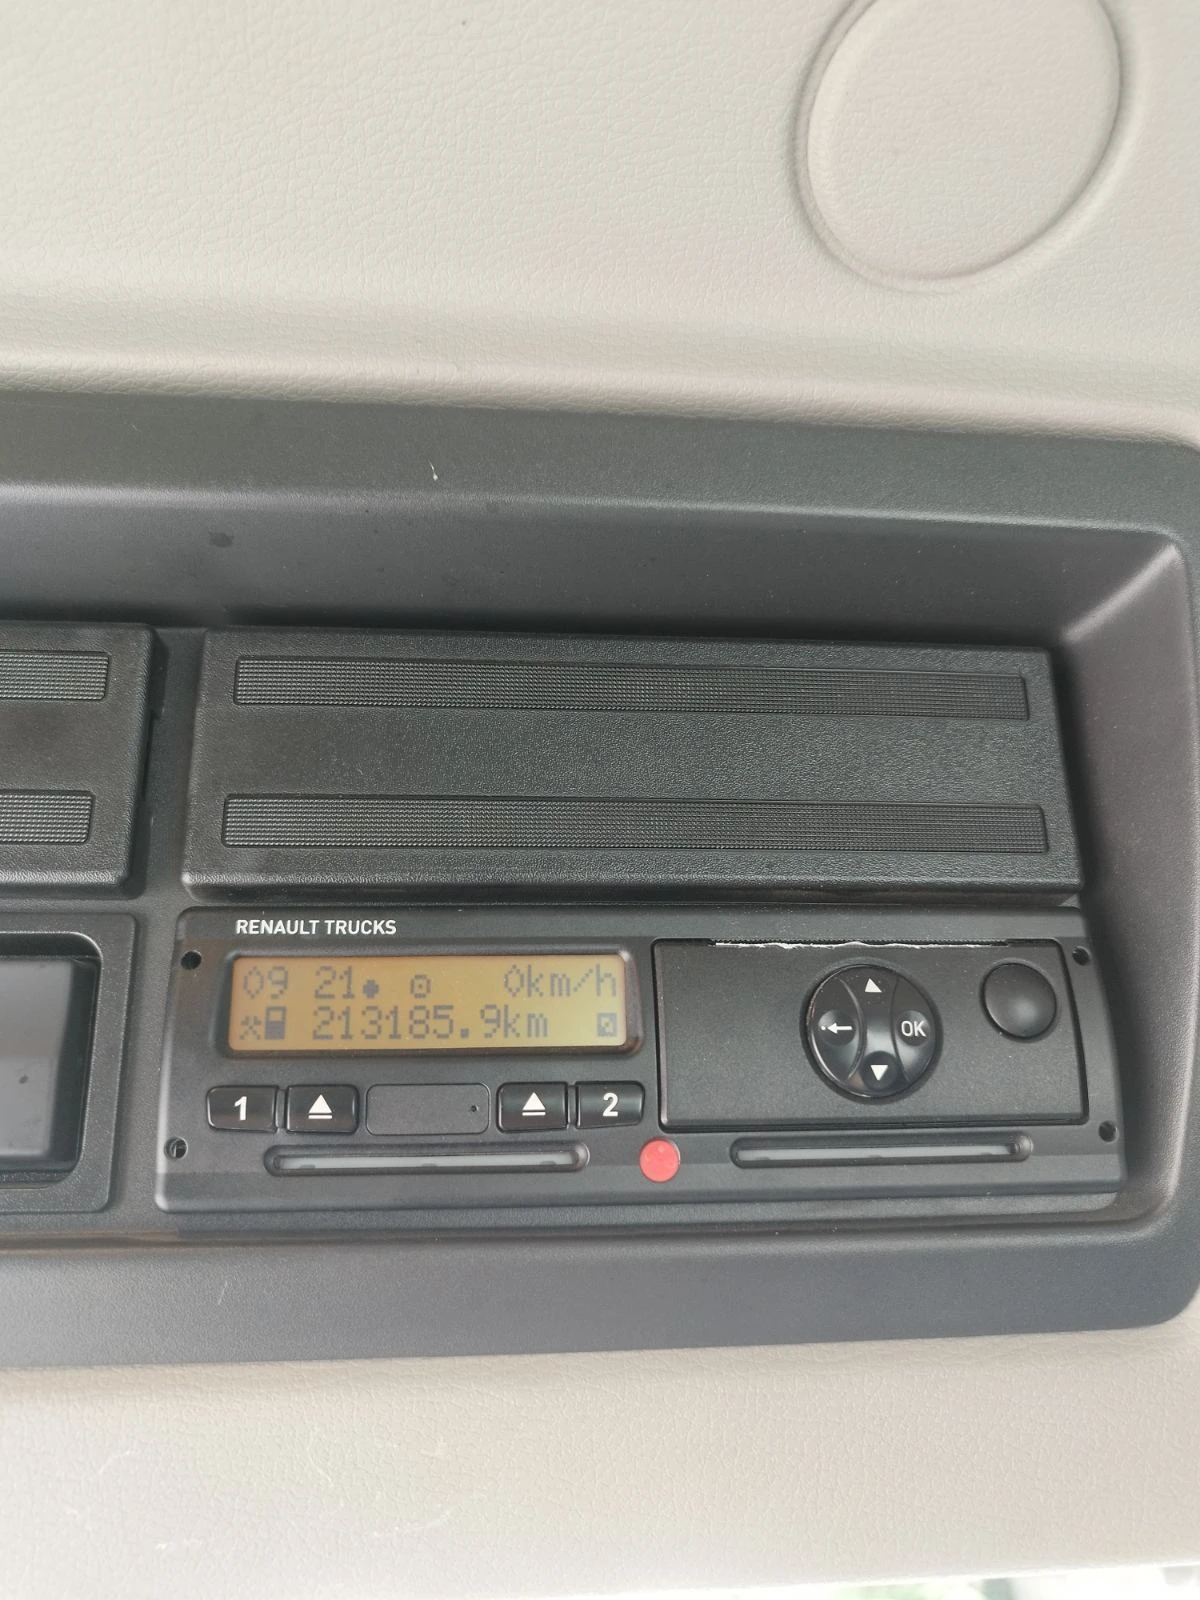 RENAULT TRUCKS
09 21 0km/h
213185.9km
1 2
OK